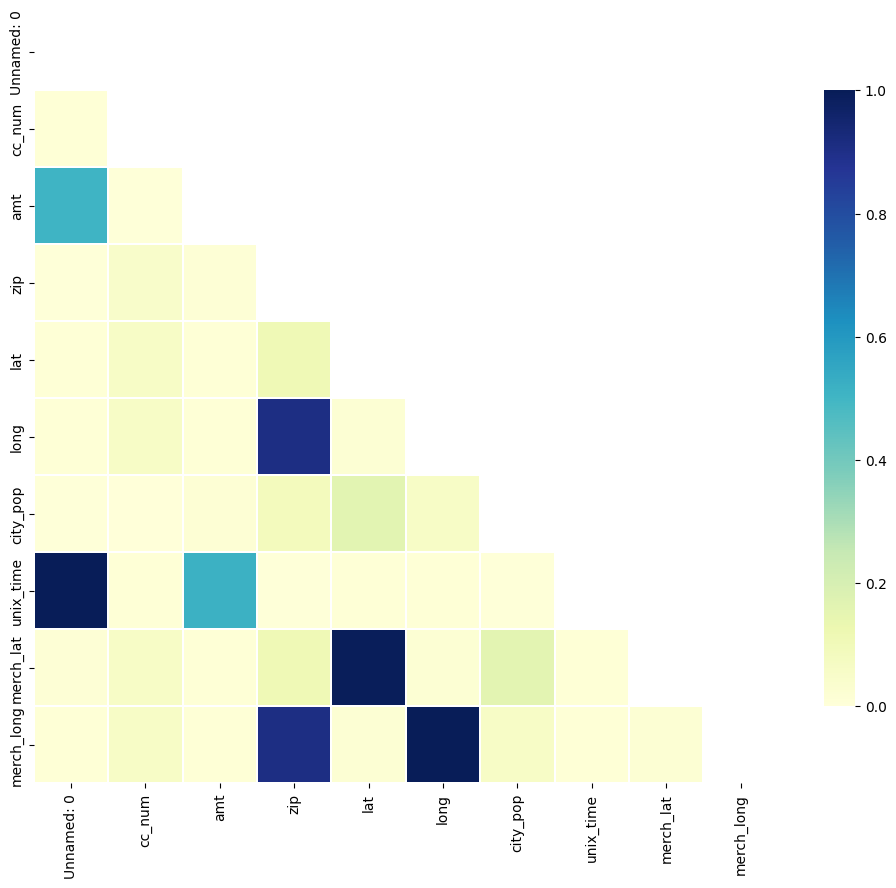 Unnamed: 0
cc_num
amt
zip
lat
long
city_pop
unix_time
merch_lat
merch_long
Unnamed: 0
cc_num
amt
zip
lat
long
city_pop
unix_time
merch_lat
merch_long
1.0
0.8
0.6
0.4
0.2
0.0